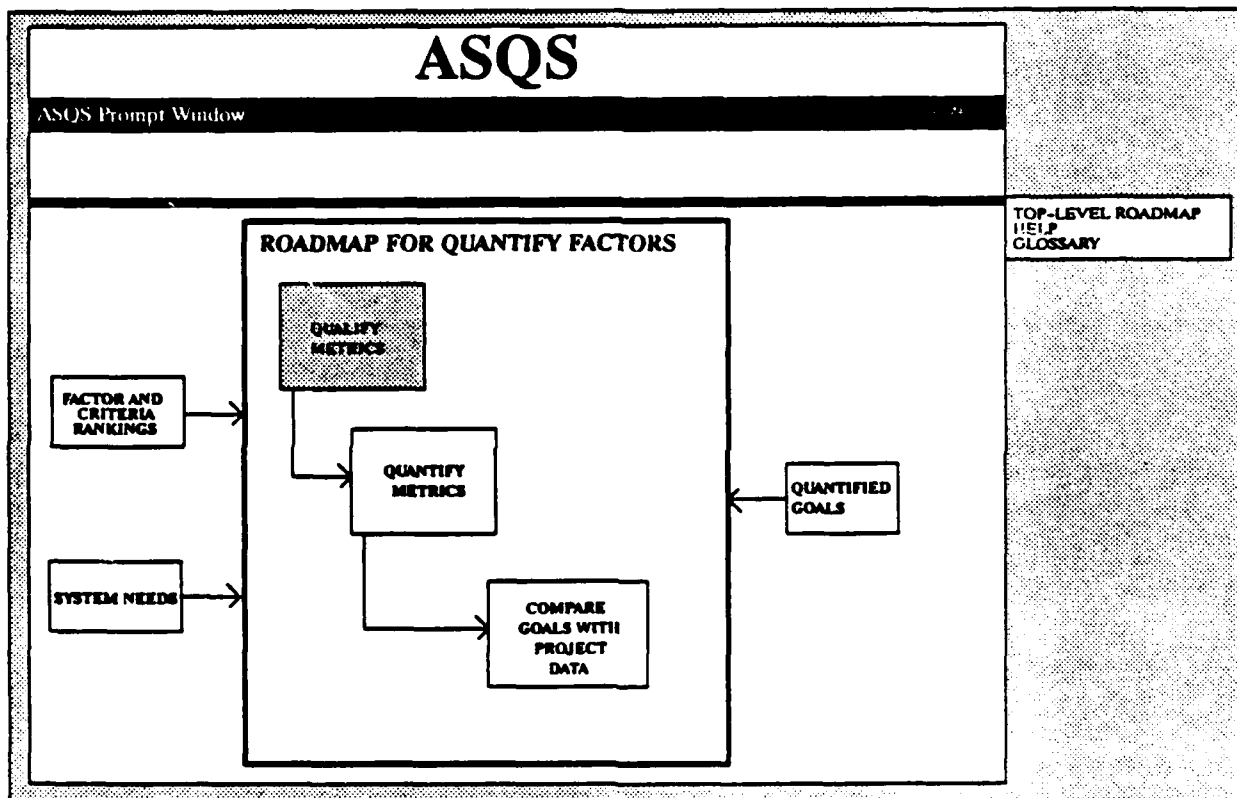 ASQS
ASQS Prompt Window
TOP-LEVEL ROADMAP
HELP
GLOSSARY
ROADMAP FOR QUANTIFY FACTORS
QUALIFY
METRICS
FACTOR AND
CRITERIA
RANKINGS
QUANTIFY
METRICS
QUANTIFIED
GOALS
SYSTEM NEEDS
COMPARE
GOALS WITH
PROJECT
DATA